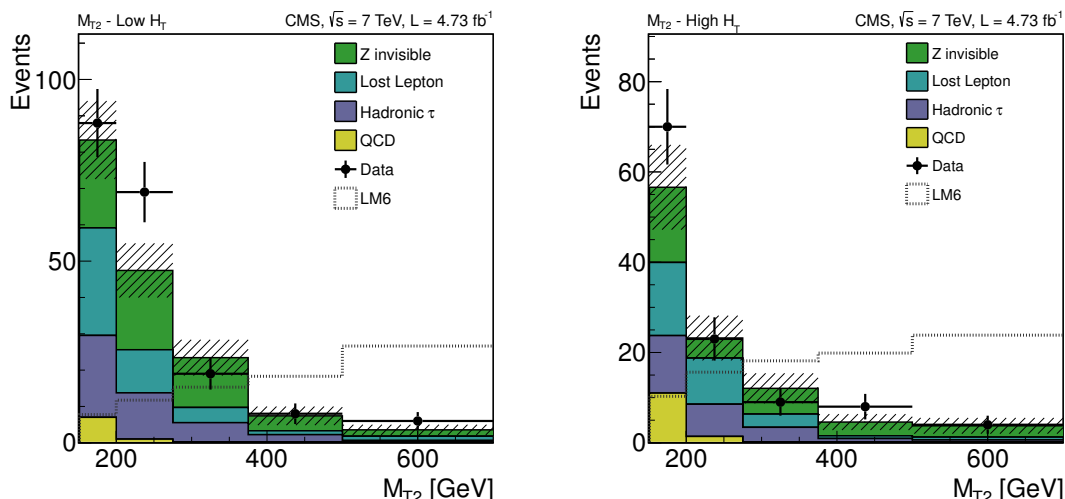 M_T2 - Low H_T CMS, √s = 7 TeV, L = 4.73 fb⁻¹
Events
100
50
0
Z invisible
Lost Lepton
Hadronic τ
QCD
Data
LM6
200 400 600
M_T2 [GeV]
M_T2 - High H_T CMS, √s = 7 TeV, L = 4.73 fb⁻¹
Events
80
60
40
20
0
Z invisible
Lost Lepton
Hadronic τ
QCD
Data
LM6
200 400 600
M_T2 [GeV]